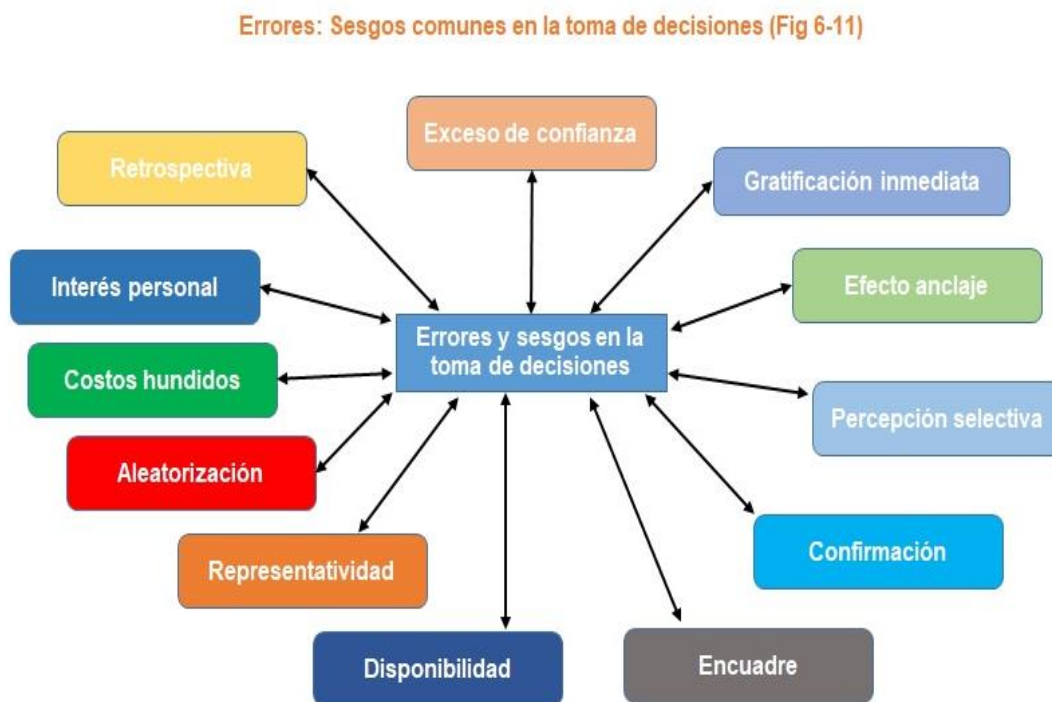 Errores: Sesgos comunes en la toma de decisiones (Fig 6-11)
Exceso de confianza
Retrospectiva
Gratificación inmediata
Interés personal
Efecto anclaje
Errores y sesgos en la
toma de decisiones
Costos hundidos
Percepción selectiva
Aleatorización
Confirmación
Representatividad
Disponibilidad
Encuadre